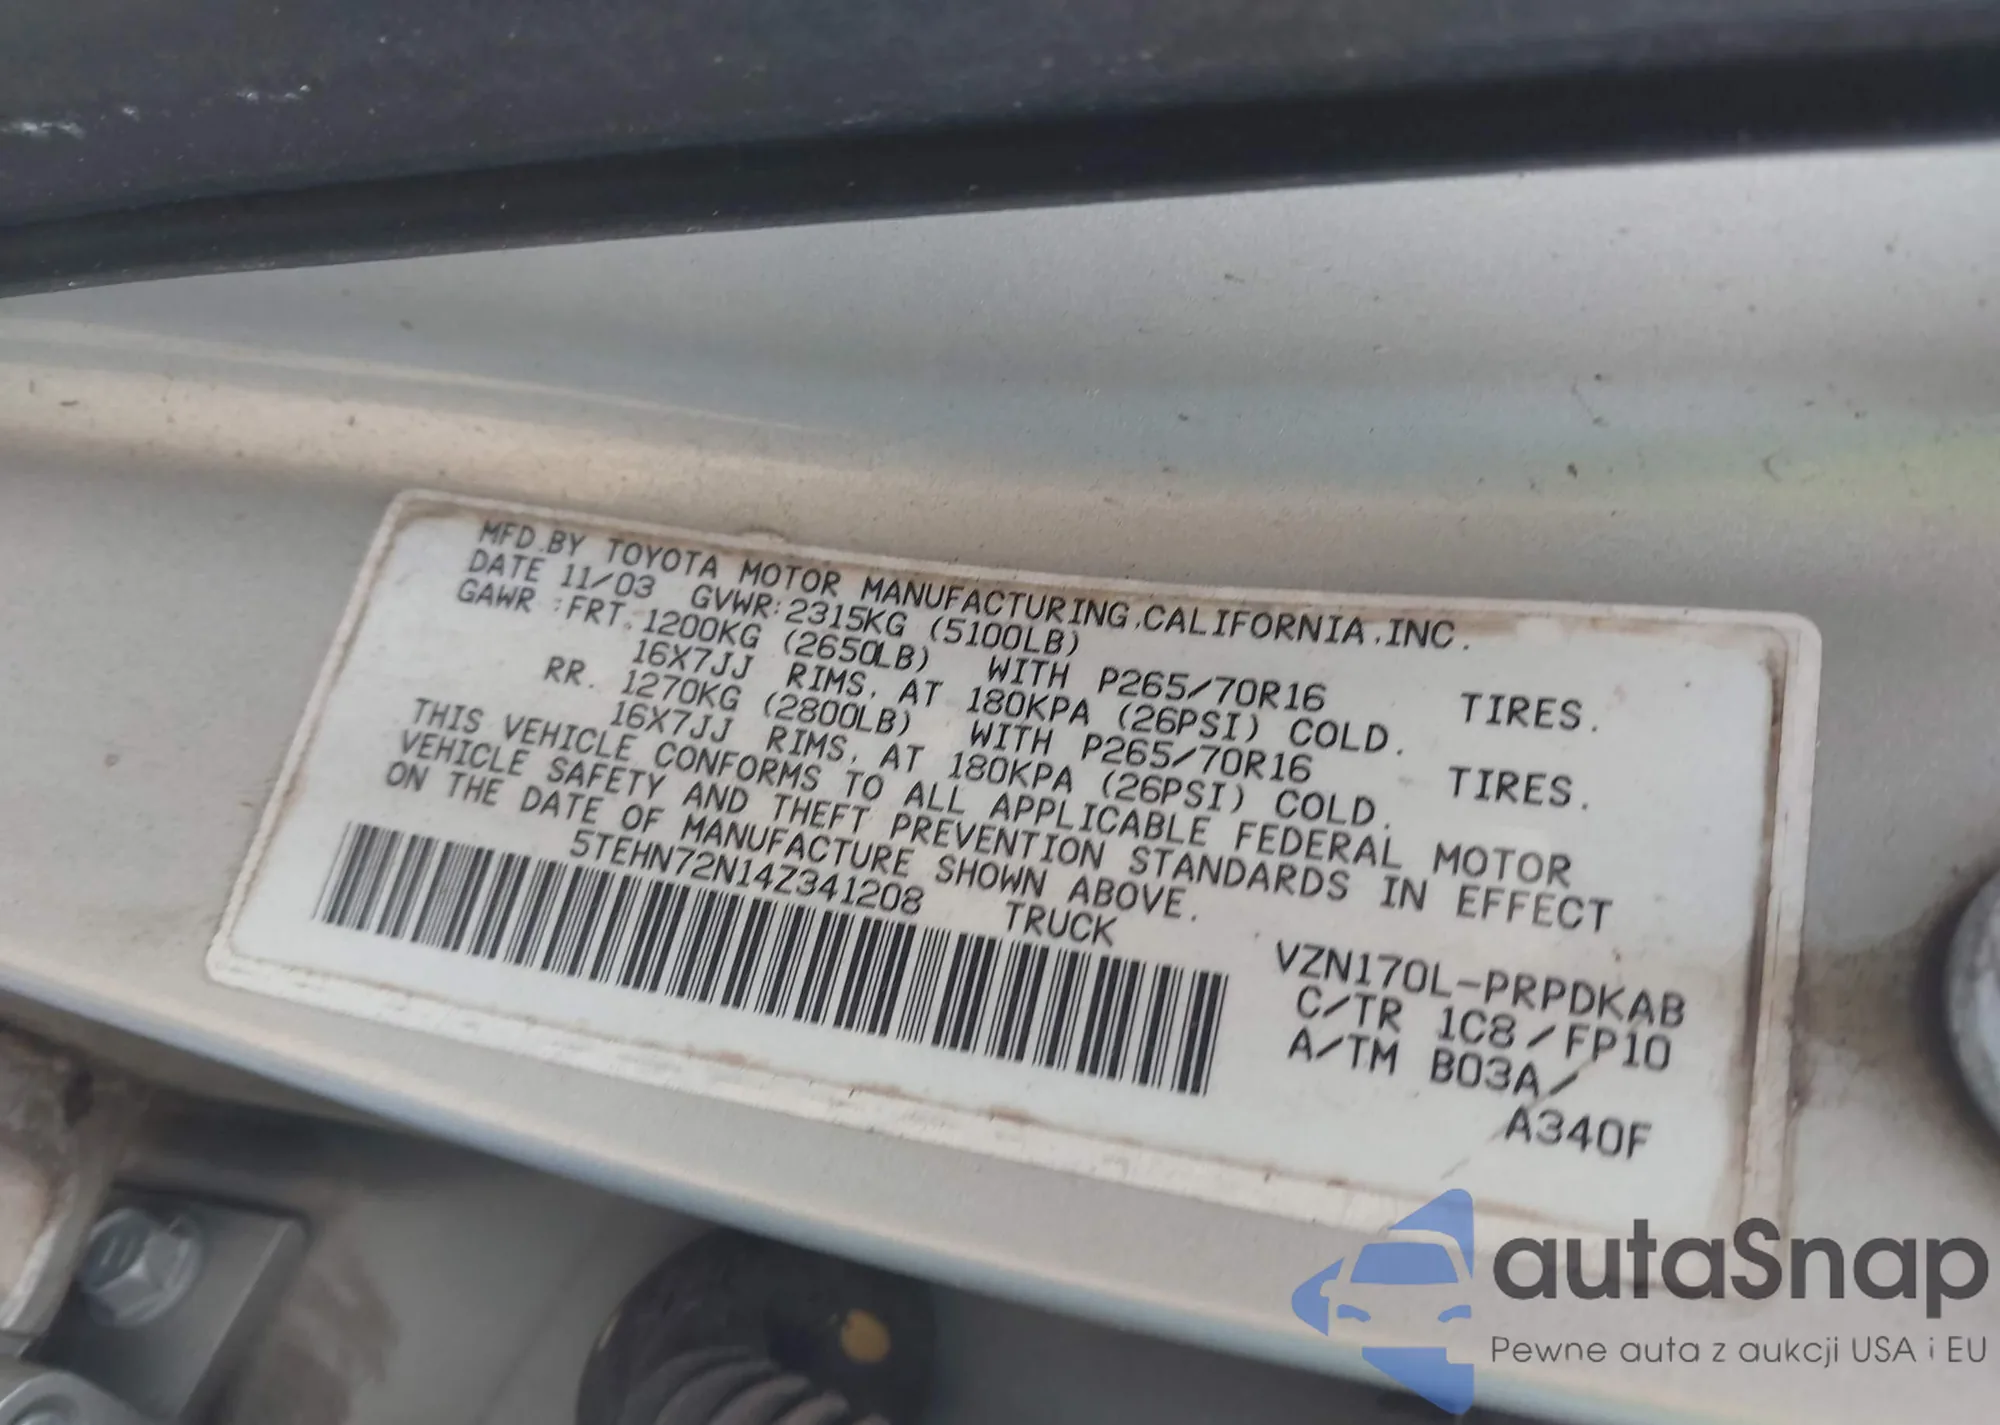 MFD.BY TOYOTA MOTOR MANUFACTURING,CALIFORNIA,INC.
DATE 11/03 GVWR:2315KG (5100LB)
GAWR :FRT.1200KG (2650LB) WITH P265/70R16 TIRES.
16X7JJ RIMS, AT 180KPA (26PSI) COLD.
RR. 1270KG (2800LB) WITH P265/70R16 TIRES.
16X7JJ RIMS, AT 180KPA (26PSI) COLD.
THIS VEHICLE CONFORMS TO ALL APPLICABLE FEDERAL MOTOR
VEHICLE SAFETY AND THEFT PREVENTION STANDARDS IN EFFECT
ON THE DATE OF MANUFACTURE SHOWN ABOVE.
5TEHN72N14Z341208 TRUCK
VZN170L-PRPDKAB
C/TR 1C8/FP10
A/TM B03A/
A340F
autaSnap
Pewne auta z aukcji USA i EU